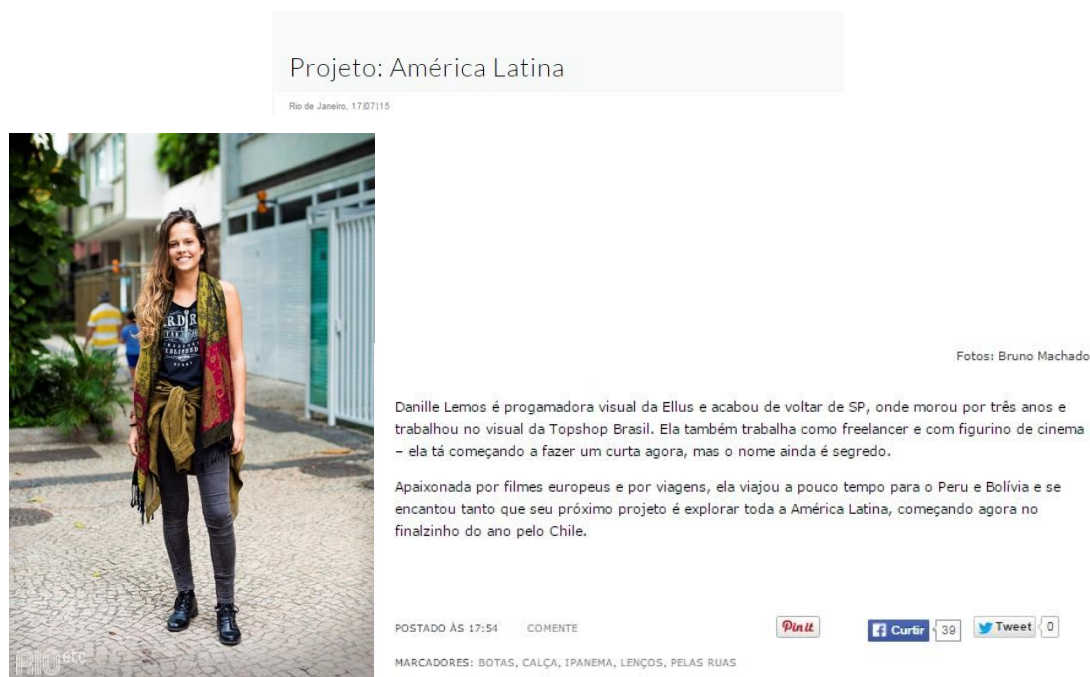 Projeto: América Latina
Rio de Janeiro, 17|07|15
Fotos: Bruno Machado
Danille Lemos é progamadora visual da Ellus e acabou de voltar de SP, onde morou por três anos e
trabalhou no visual da Topshop Brasil. Ela também trabalha como freelancer e com figurino de cinema
– ela tá começando a fazer um curta agora, mas o nome ainda é segredo.
Apaixonada por filmes europeus e por viagens, ela viajou a pouco tempo para o Peru e Bolívia e se
encantou tanto que seu próximo projeto é explorar toda a América Latina, começando agora no
finalzinho do ano pelo Chile.
POSTADO ÀS 17:54 COMENTE Pin it Curtir 39 Tweet 0
MARCADORES: BOTAS, CALÇA, IPANEMA, LENÇOS, PELAS RUAS
RIO etc